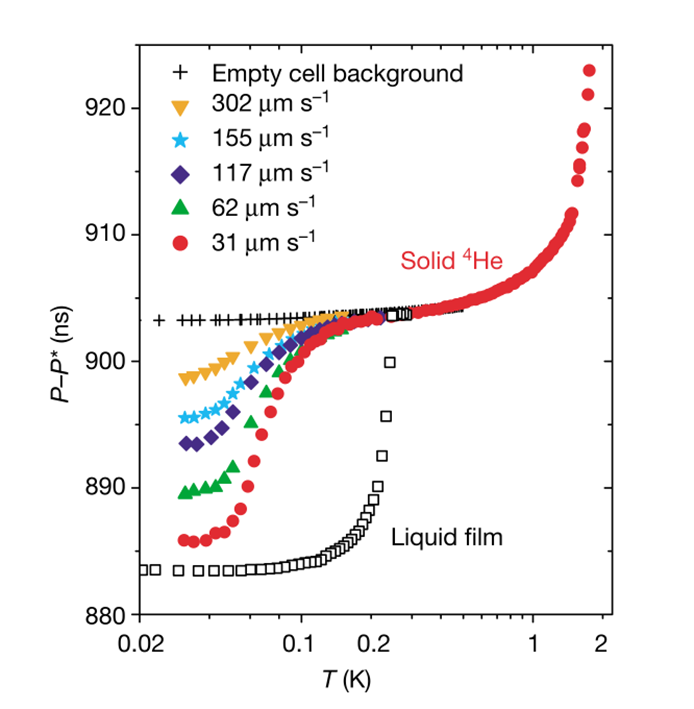 Empty cell background
302 μm s⁻¹
155 μm s⁻¹
117 μm s⁻¹
62 μm s⁻¹
31 μm s⁻¹
Solid ⁴He
Liquid film
P–P* (ns)
920
910
900
890
880
0.02
0.1
0.2
1
2
T (K)